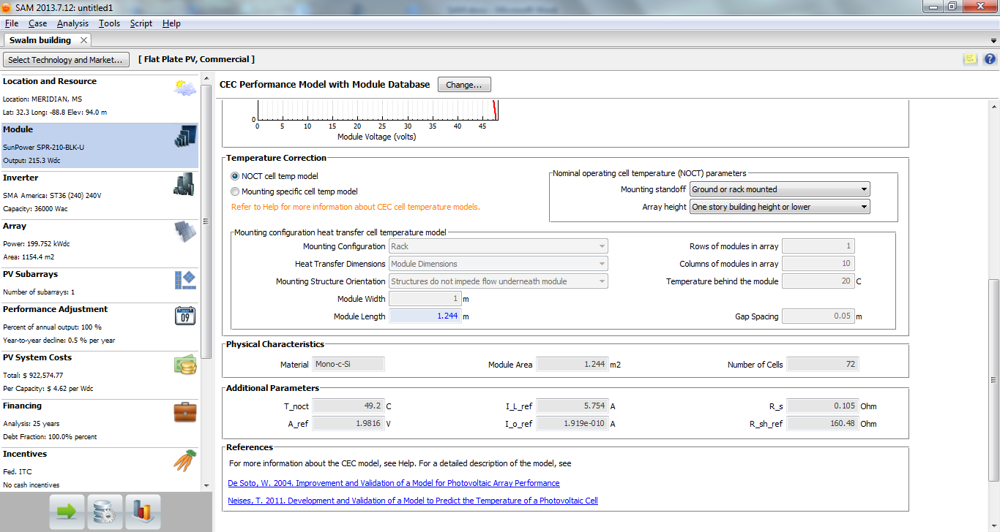 SAM 2013.7.12: untitled1
File Case Analysis Tools Script Help
Swalm building
Select Technology and Market... [ Flat Plate PV, Commercial ]
Location and Resource
Location: MERIDIAN, MS
Lat: 32.3 Long: -88.8 Elev: 94.0 m
Module
SunPower SPR-210-BLK-U
Output: 215.3 Wdc
Inverter
SMA America: ST36 (240) 240V
Capacity: 36000 Wac
Array
Power: 199.752 kWdc
Area: 1154.4 m2
PV Subarrays
Number of subarrays: 1
Performance Adjustment
Percent of annual output: 100 %
Year-to-year decline: 0.5 % per year
09
PV System Costs
Total: $ 922,574.77
Per Capacity: $ 4.62 per Wdc
Financing
Analysis: 25 years
Debt Fraction: 100.0% percent
Incentives
Fed. ITC
No cash incentives
CEC Performance Model with Module Database Change...
0
0 5 10 15 20 25 30 35 40 45
Module Voltage (volts)
Temperature Correction
NOCT cell temp model
Mounting specific cell temp model
Refer to Help for more information about CEC cell temperature models.
Nominal operating cell temperature (NOCT) parameters
Mounting standoff Ground or rack mounted
Array height One story building height or lower
Mounting configuration heat transfer cell temperature model
Mounting Configuration Rack Rows of modules in array 1
Heat Transfer Dimensions Module Dimensions Columns of modules in array 10
Mounting Structure Orientation Structures do not impede flow underneath module Temperature behind the module 20 C
Module Width 1 m
Module Length 1.244 m Gap Spacing 0.05 m
Physical Characteristics
Material Mono-c-Si Module Area 1.244 m2 Number of Cells 72
Additional Parameters
T_noct 49.2 C I_L_ref 5.754 A R_s 0.105 Ohm
A_ref 1.9816 V I_o_ref 1.919e-010 A R_sh_ref 160.48 Ohm
References
For more information about the CEC model, see Help. For a detailed description of the model, see
De Soto, W. 2004. Improvement and Validation of a Model for Photovoltaic Array Performance
Neises, T. 2011. Development and Validation of a Model to Predict the Temperature of a Photovoltaic Cell